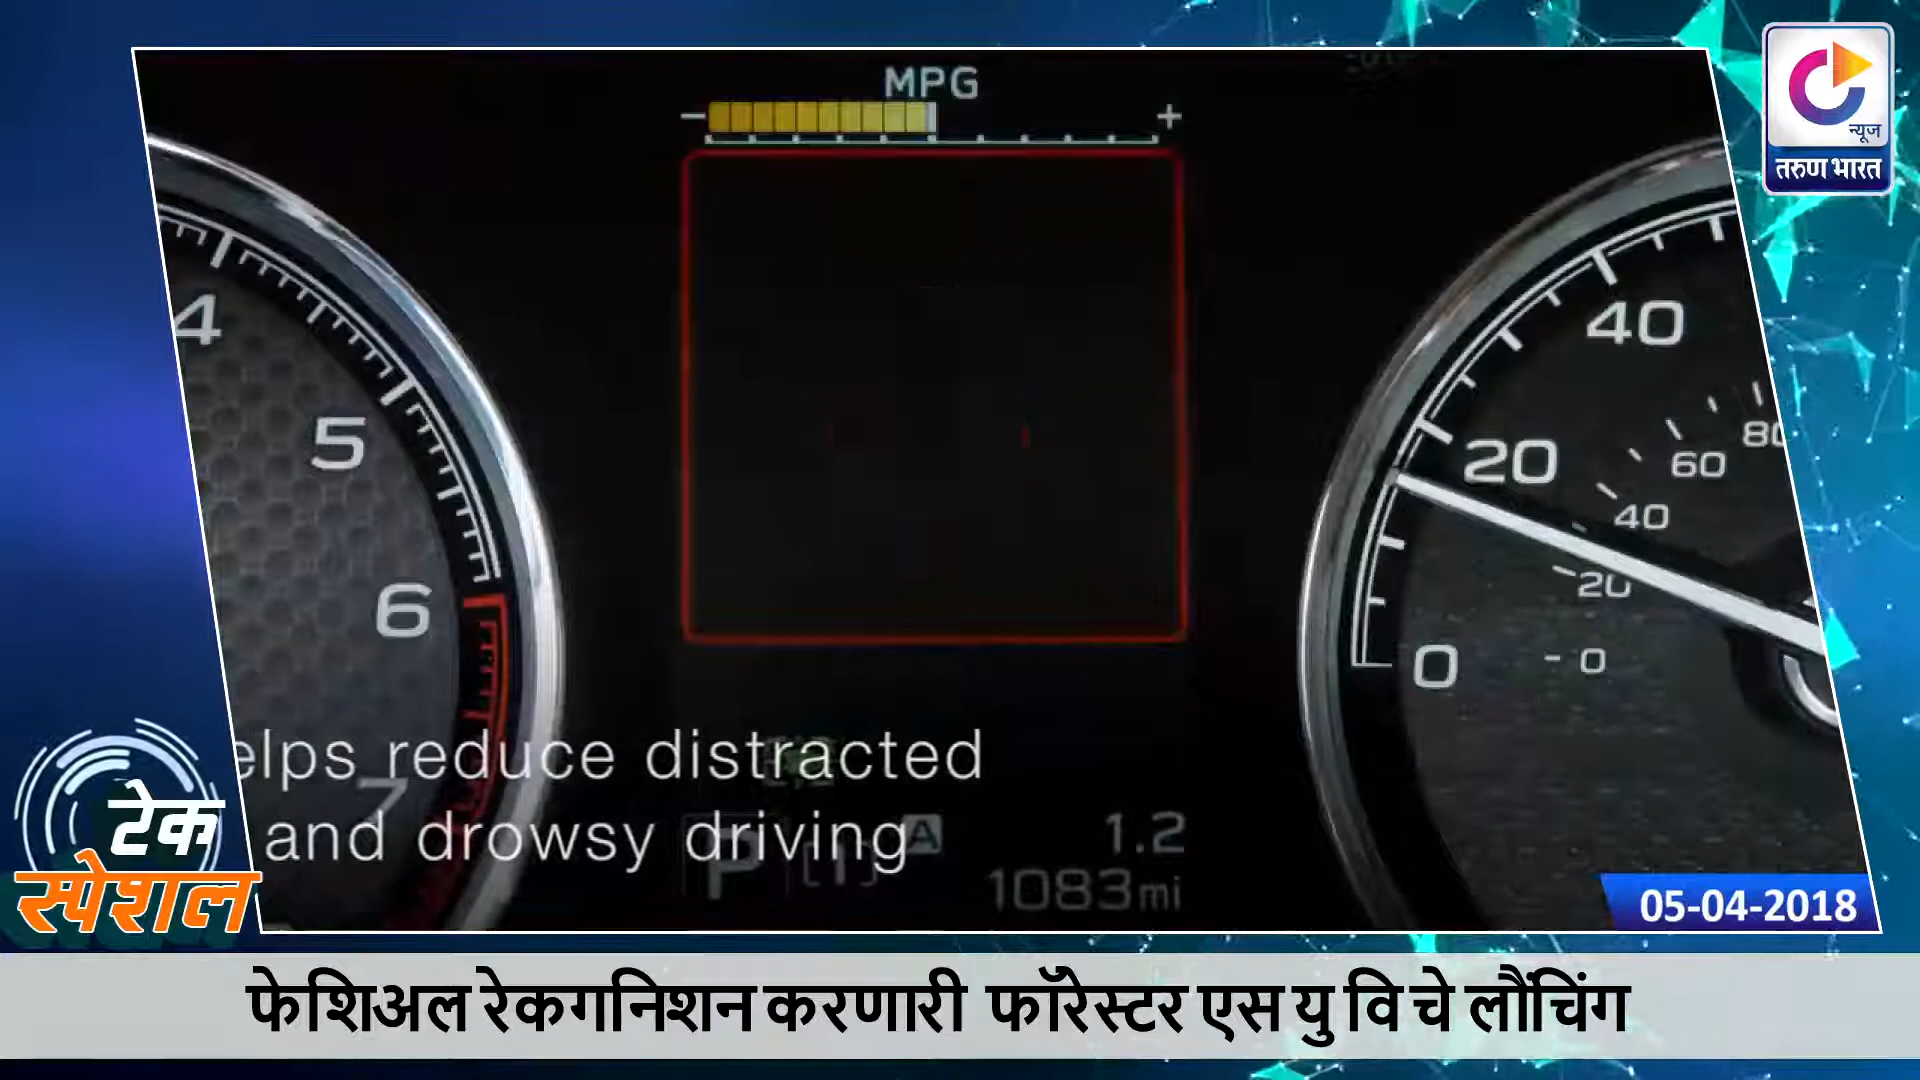 MPG
- +
न्यूज
तरुण भारत
4
5
6
7
40
20
0
80
60
40
20
0
elps reduce distracted
and drowsy driving
A
P
1.2
1083mi
टेक
स्पेशल
05-04-2018
फेशिअल रेकगनिशन करणारी फॉरेस्टर एस यु वि चे लौंचिंग